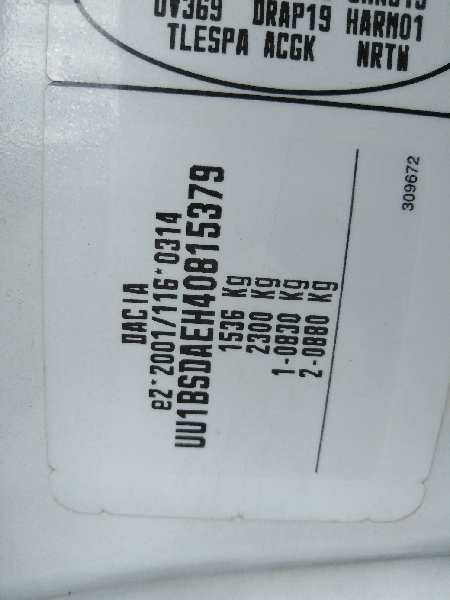 OV369 DRAP19 HARM01
TLESPA ACGK NRTN
DACIA
e2*2001/116*0314
UU1BSDAEH40815379
1536 Kg
2300 Kg
1-0830 Kg
2-0880 Kg
309672